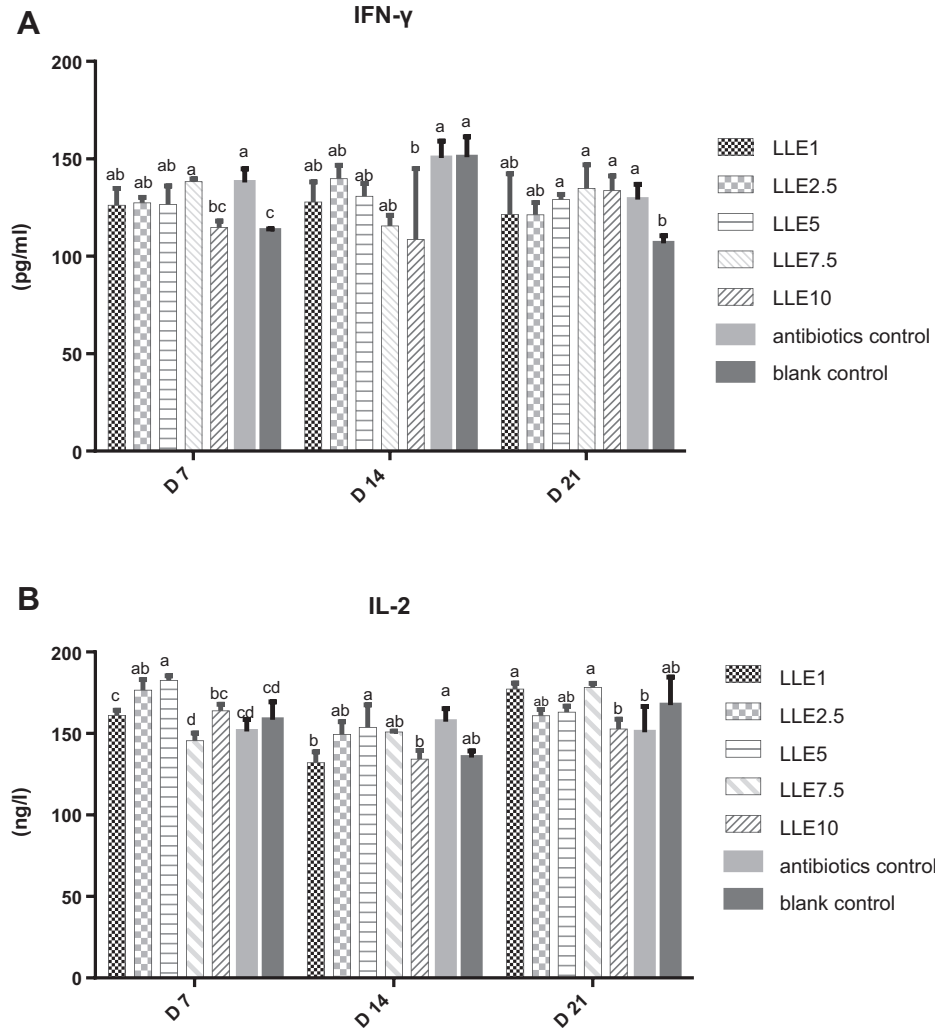 A
IFN-γ
200
150
100
50
0
(pg/ml)
ab ab ab a bc a c
ab ab ab ab b a a
ab ab a a a a b
D 7
D 14
D 21
LLE1
LLE2.5
LLE5
LLE7.5
LLE10
antibiotics control
blank control
B
IL-2
200
150
100
50
0
(ng/l)
c ab a d bc cd cd
b ab a ab b a ab
a ab ab a b b ab
D 7
D 14
D 21
LLE1
LLE2.5
LLE5
LLE7.5
LLE10
antibiotics control
blank control